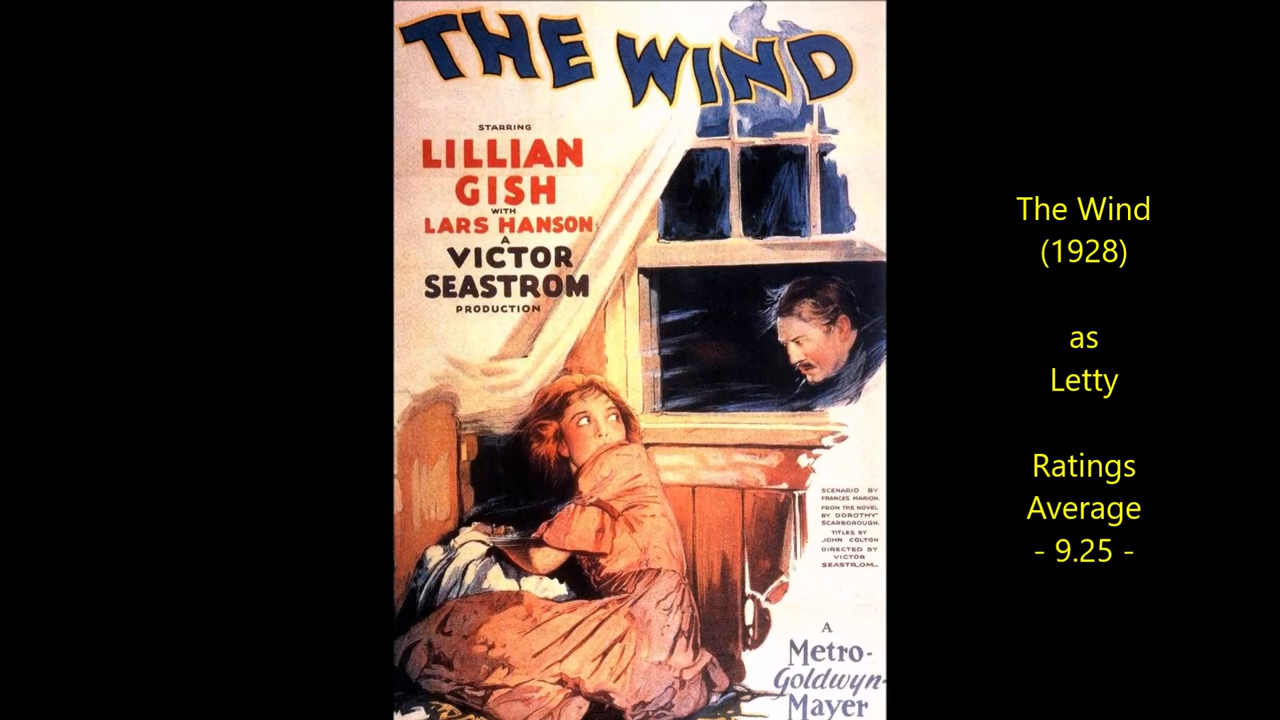 THE WIND
STARRING
LILLIAN
GISH
WITH
LARS HANSON
A
VICTOR
SEASTROM
PRODUCTION
SCENARIO BY
FRANCES MARION.
FROM THE NOVEL
BY DOROTHY
SCARBOROUGH.
TITLES BY
JOHN COLTON
DIRECTED BY
VICTOR
SEASTROM
A
Metro-
Goldwyn-
Mayer
The Wind
(1928)
as
Letty
Ratings
Average
- 9.25 -